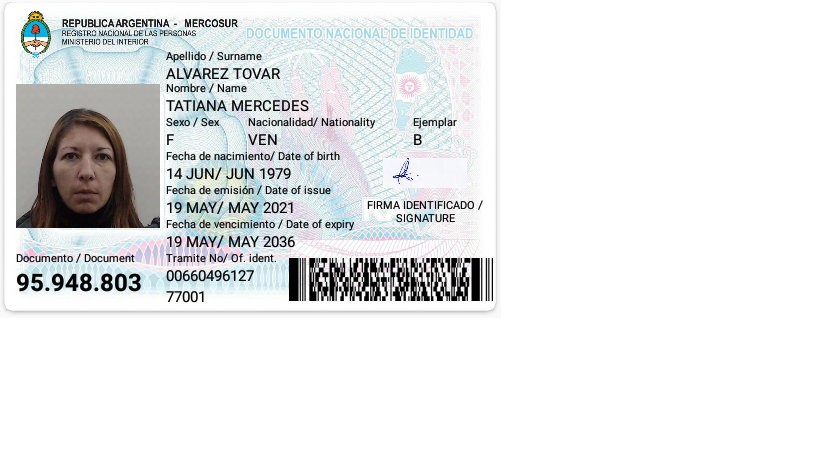 REPUBLICA ARGENTINA - MERCOSUR
REGISTRO NACIONAL DE LAS PERSONAS
MINISTERIO DEL INTERIOR
DOCUMENTO NACIONAL DE IDENTIDAD
Apellido / Surname
ALVAREZ TOVAR
Nombre / Name
TATIANA MERCEDES
Sexo / Sex Nacionalidad/ Nationality Ejemplar
F VEN B
Fecha de nacimiento/ Date of birth
14 JUN/ JUN 1979
Fecha de emisión / Date of issue
19 MAY/ MAY 2021
FIRMA IDENTIFICADO /
SIGNATURE
Fecha de vencimiento / Date of expiry
19 MAY/ MAY 2036
Documento / Document
95.948.803
Tramite No/ Of. ident.
00660496127
77001